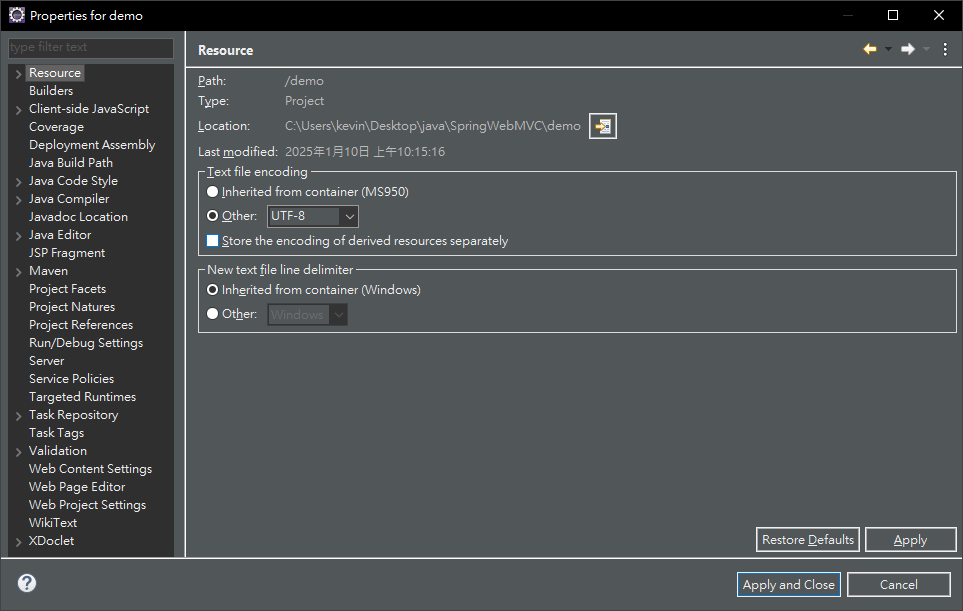 Properties for demo
type filter text
Resource
Builders
Client-side JavaScript
Coverage
Deployment Assembly
Java Build Path
Java Code Style
Java Compiler
Javadoc Location
Java Editor
JSP Fragment
Maven
Project Facets
Project Natures
Project References
Run/Debug Settings
Server
Service Policies
Targeted Runtimes
Task Repository
Task Tags
Validation
Web Content Settings
Web Page Editor
Web Project Settings
WikiText
XDoclet
Resource
Path: /demo
Type: Project
Location: C:\Users\kevin\Desktop\java\SpringWebMVC\demo
Last modified: 2025年1月10日 上午10:15:16
Text file encoding
Inherited from container (MS950)
Other: UTF-8
Store the encoding of derived resources separately
New text file line delimiter
Inherited from container (Windows)
Other: Windows
Restore Defaults Apply
? Apply and Close Cancel